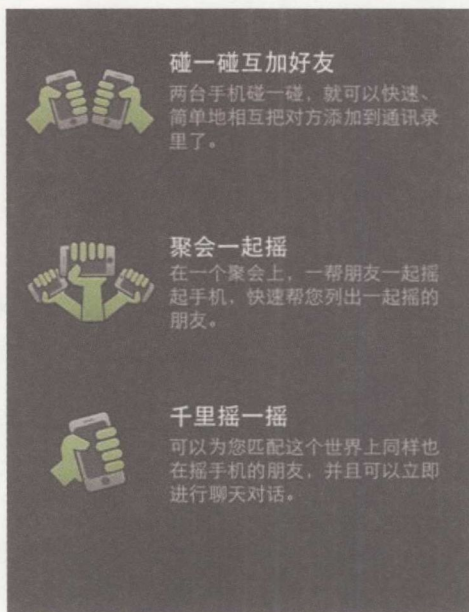 碰一碰互加好友
两台手机碰一碰，就可以快速、
简单地相互把对方添加到通讯录
里了。
聚会一起摇
在一个聚会上，一帮朋友一起摇
起手机，快速帮您列出一起摇的
朋友。
千里摇一摇
可以为您匹配这个世界上同样也
在摇手机的朋友，并且可以立即
进行聊天对话。